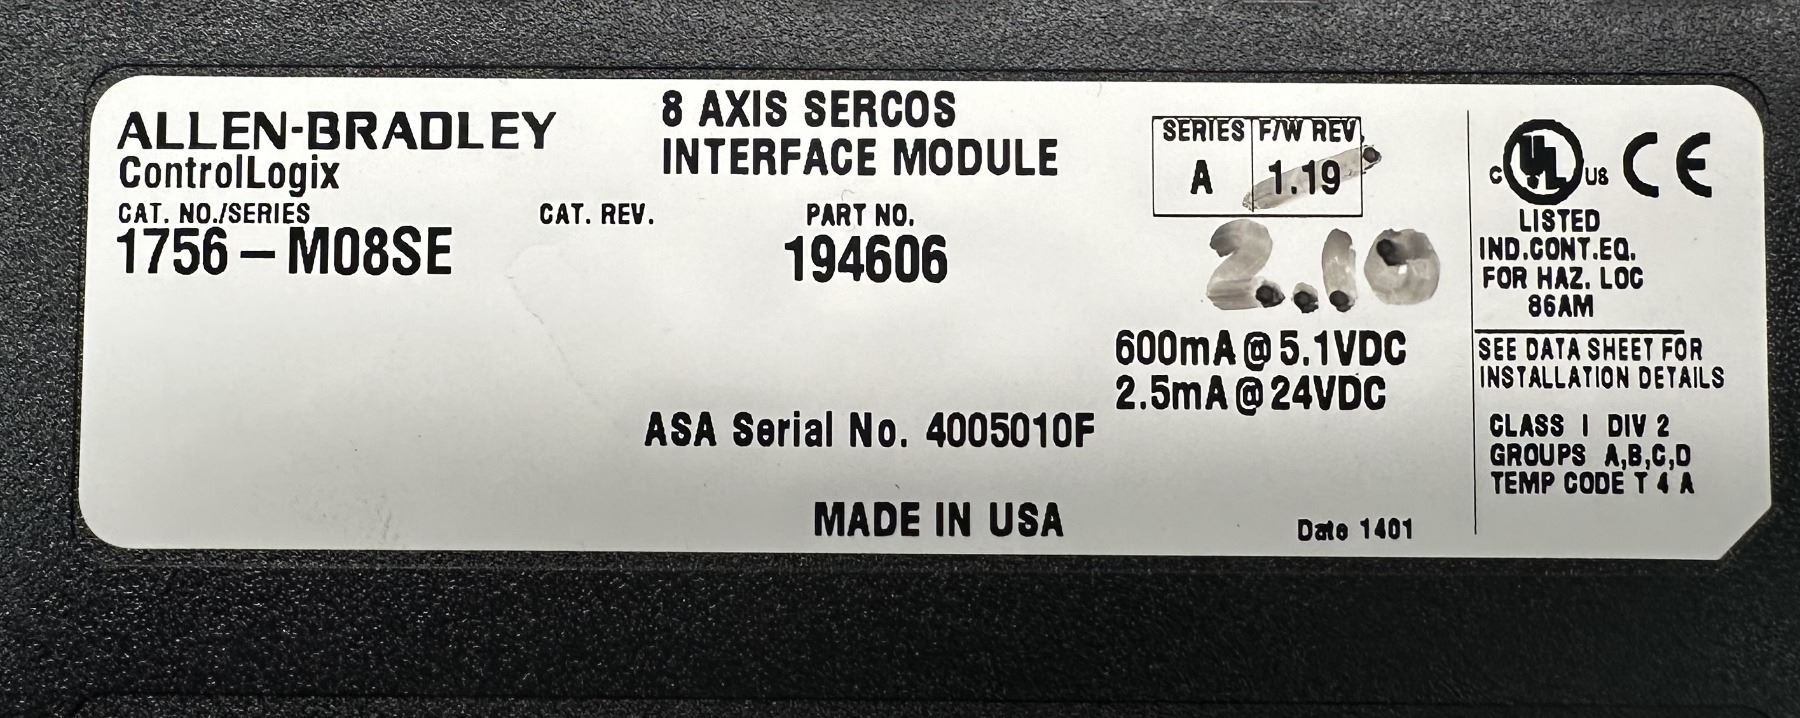 ALLEN-BRADLEY
ControlLogix
CAT. NO./SERIES
1756-M08SE
CAT. REV.
8 AXIS SERCOS
INTERFACE MODULE
PART NO.
194606
SERIES F/W REV.
A 1.19
2.10
600mA@5.1VDC
2.5mA@24VDC
ASA Serial No. 4005010F
MADE IN USA
Date 1401
C UL US CE
LISTED
IND.CONT.EQ.
FOR HAZ. LOC
86AM
SEE DATA SHEET FOR
INSTALLATION DETAILS
CLASS I DIV 2
GROUPS A,B,C,D
TEMP CODE T 4 A